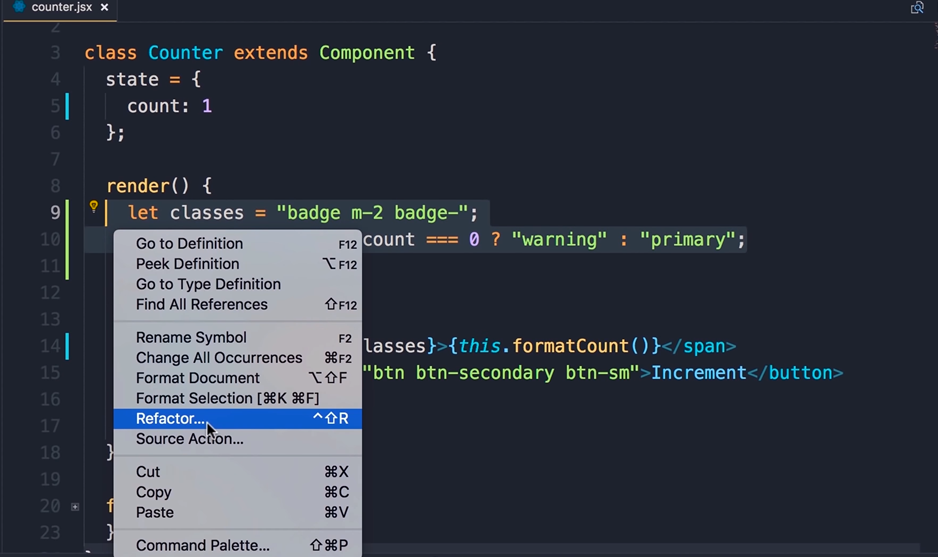 counter.jsx ×
2
3 class Counter extends Component {
4 state = {
5 count: 1
6 };
7
8 render() {
9 let classes = "badge m-2 badge-";
10 count === 0 ? "warning" : "primary";
11
12
13
14 lasses}>{this.formatCount()}</span>
15 "btn btn-secondary btn-sm">Increment</button>
16
17
18 }
19
20 f
23 }
Go to Definition F12
Peek Definition ⌥F12
Go to Type Definition
Find All References ⇧F12
Rename Symbol F2
Change All Occurrences ⌘F2
Format Document ⌥⇧F
Format Selection [⌘K ⌘F]
Refactor... ^⇧R
Source Action...
Cut ⌘X
Copy ⌘C
Paste ⌘V
Command Palette... ⇧⌘P